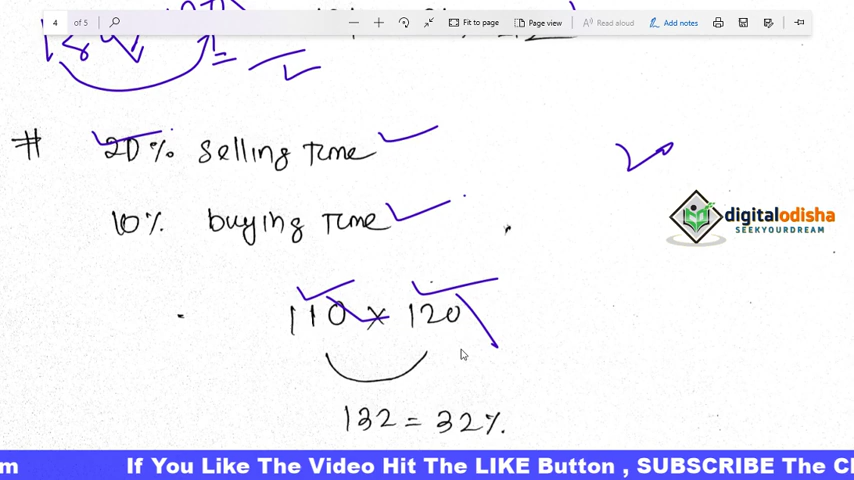 4 of 5 Fit to page Page view Read aloud Add notes
# 20% selling Time
10% buying Time
digitalodisha
SEEKYOURDREAM
110 × 120
132 = 32%.
m If You Like The Video Hit The LIKE Button , SUBSCRIBE The C